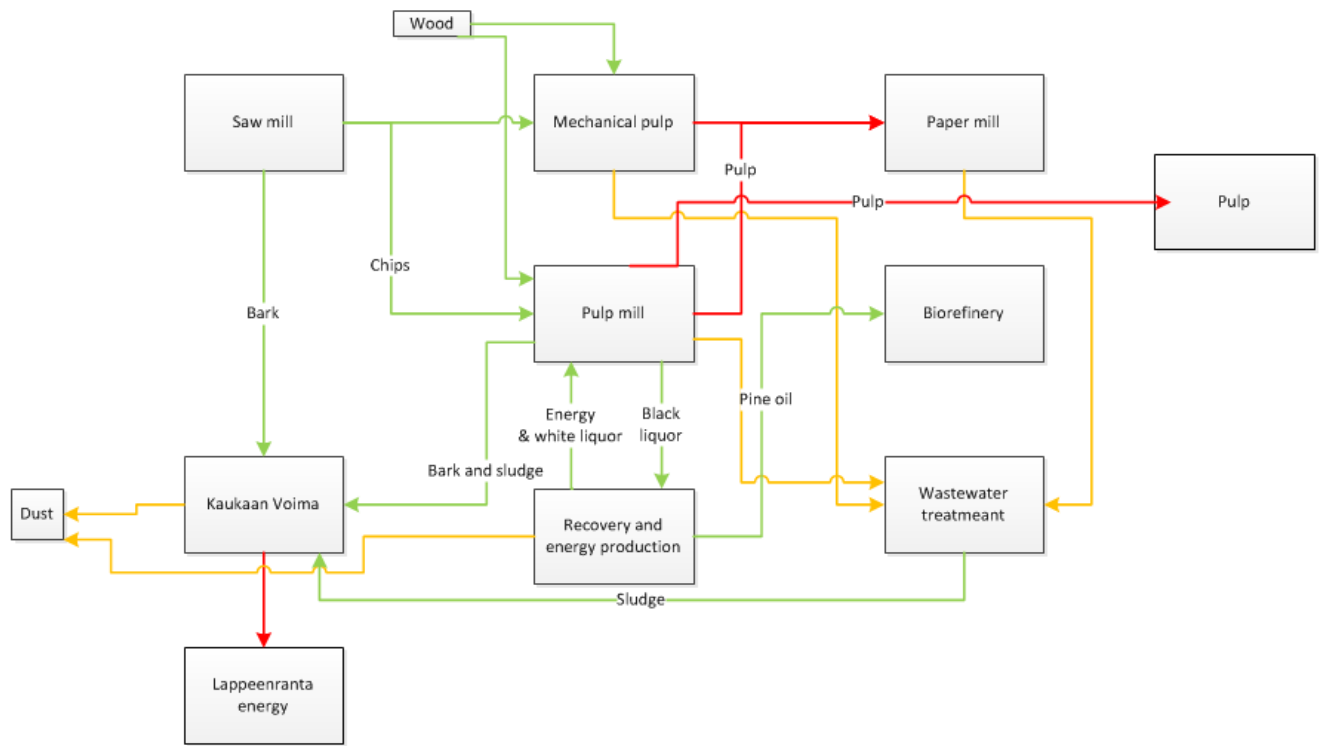 Wood
Saw mill
Mechanical pulp
Paper mill
Pulp
Pulp
Pulp
Chips
Bark
Pulp mill
Biorefinery
Pine oil
Energy
& white liquor
Black
liquor
Bark and sludge
Dust
Kaukaan Voima
Recovery and
energy production
Wastewater
treatmeant
Sludge
Lappeenranta
energy